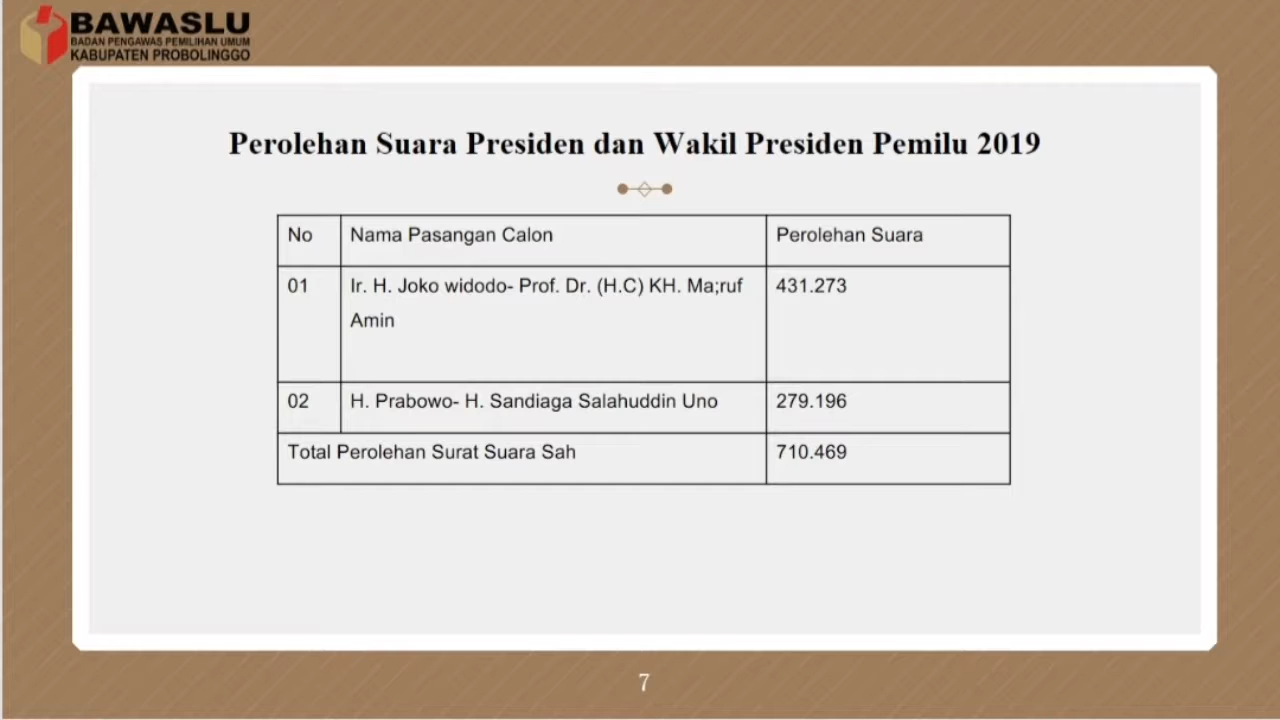 BAWASLU
BADAN PENGAWAS PEMILIHAN UMUM
KABUPATEN PROBOLINGGO
Perolehan Suara Presiden dan Wakil Presiden Pemilu 2019
No Nama Pasangan Calon Perolehan Suara
01 Ir. H. Joko widodo- Prof. Dr. (H.C) KH. Ma;ruf 431.273
Amin
02 H. Prabowo- H. Sandiaga Salahuddin Uno 279.196
Total Perolehan Surat Suara Sah 710.469
7